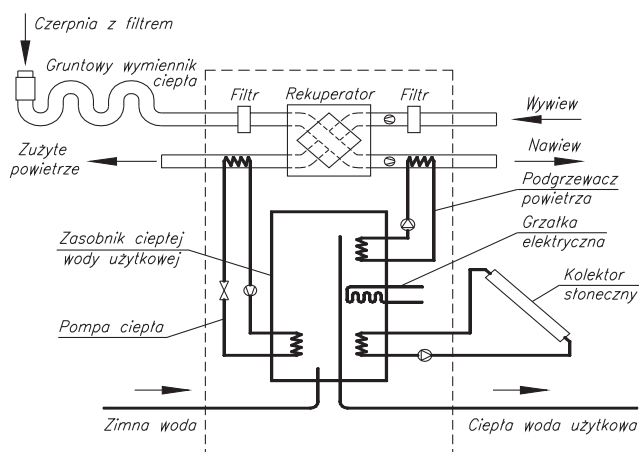 Czerpnia z filtrem
Gruntowy wymiennik
ciepła
Filtr
Rekuperator
Filtr
Wywiew
Nawiew
Zużyte
powietrze
Podgrzewacz
powietrza
Grzałka
elektryczna
Zasobnik ciepłej
wody użytkowej
Kolektor
słoneczny
Pompa ciepła
Zimna woda
Ciepła woda użytkowa